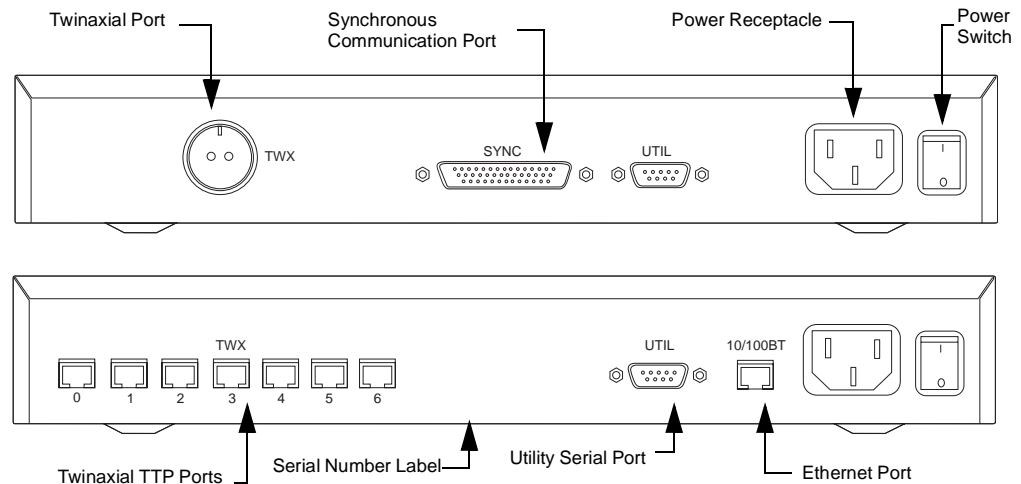 Twinaxial Port
Synchronous
Communication Port
Power Receptacle
Power
Switch
TWX
SYNC
UTIL
TWX
UTIL
10/100BT
0 1 2 3 4 5 6
Twinaxial TTP Ports
Serial Number Label
Utility Serial Port
Ethernet Port